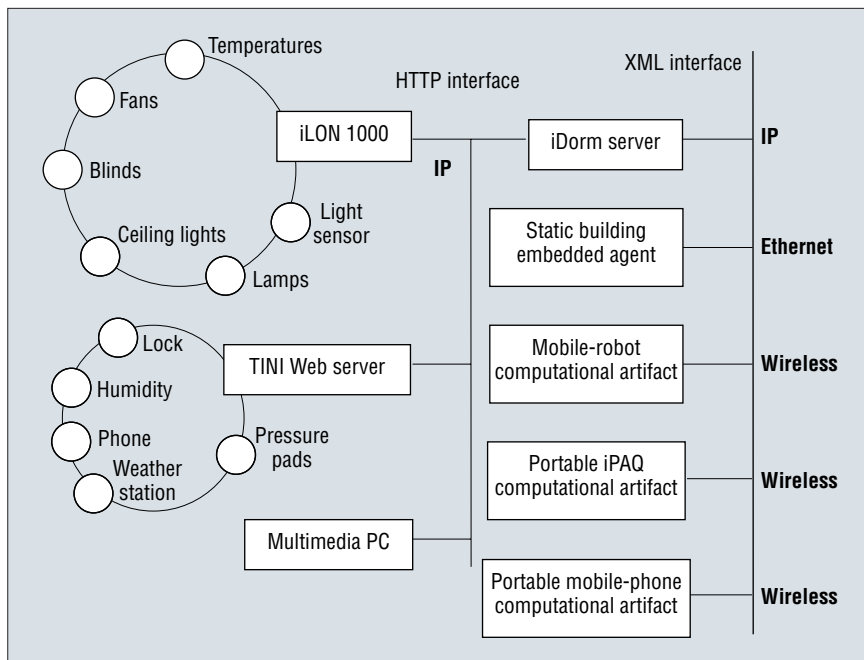 Temperatures
Fans
Blinds
Ceiling lights
Lamps
Light
sensor
iLON 1000
HTTP interface
IP
XML interface
iDorm server
IP
Static building
embedded agent
Ethernet
Lock
Humidity
Phone
Weather
station
Pressure
pads
TINI Web server
Mobile-robot
computational artifact
Wireless
Portable iPAQ
computational artifact
Wireless
Multimedia PC
Portable mobile-phone
computational artifact
Wireless